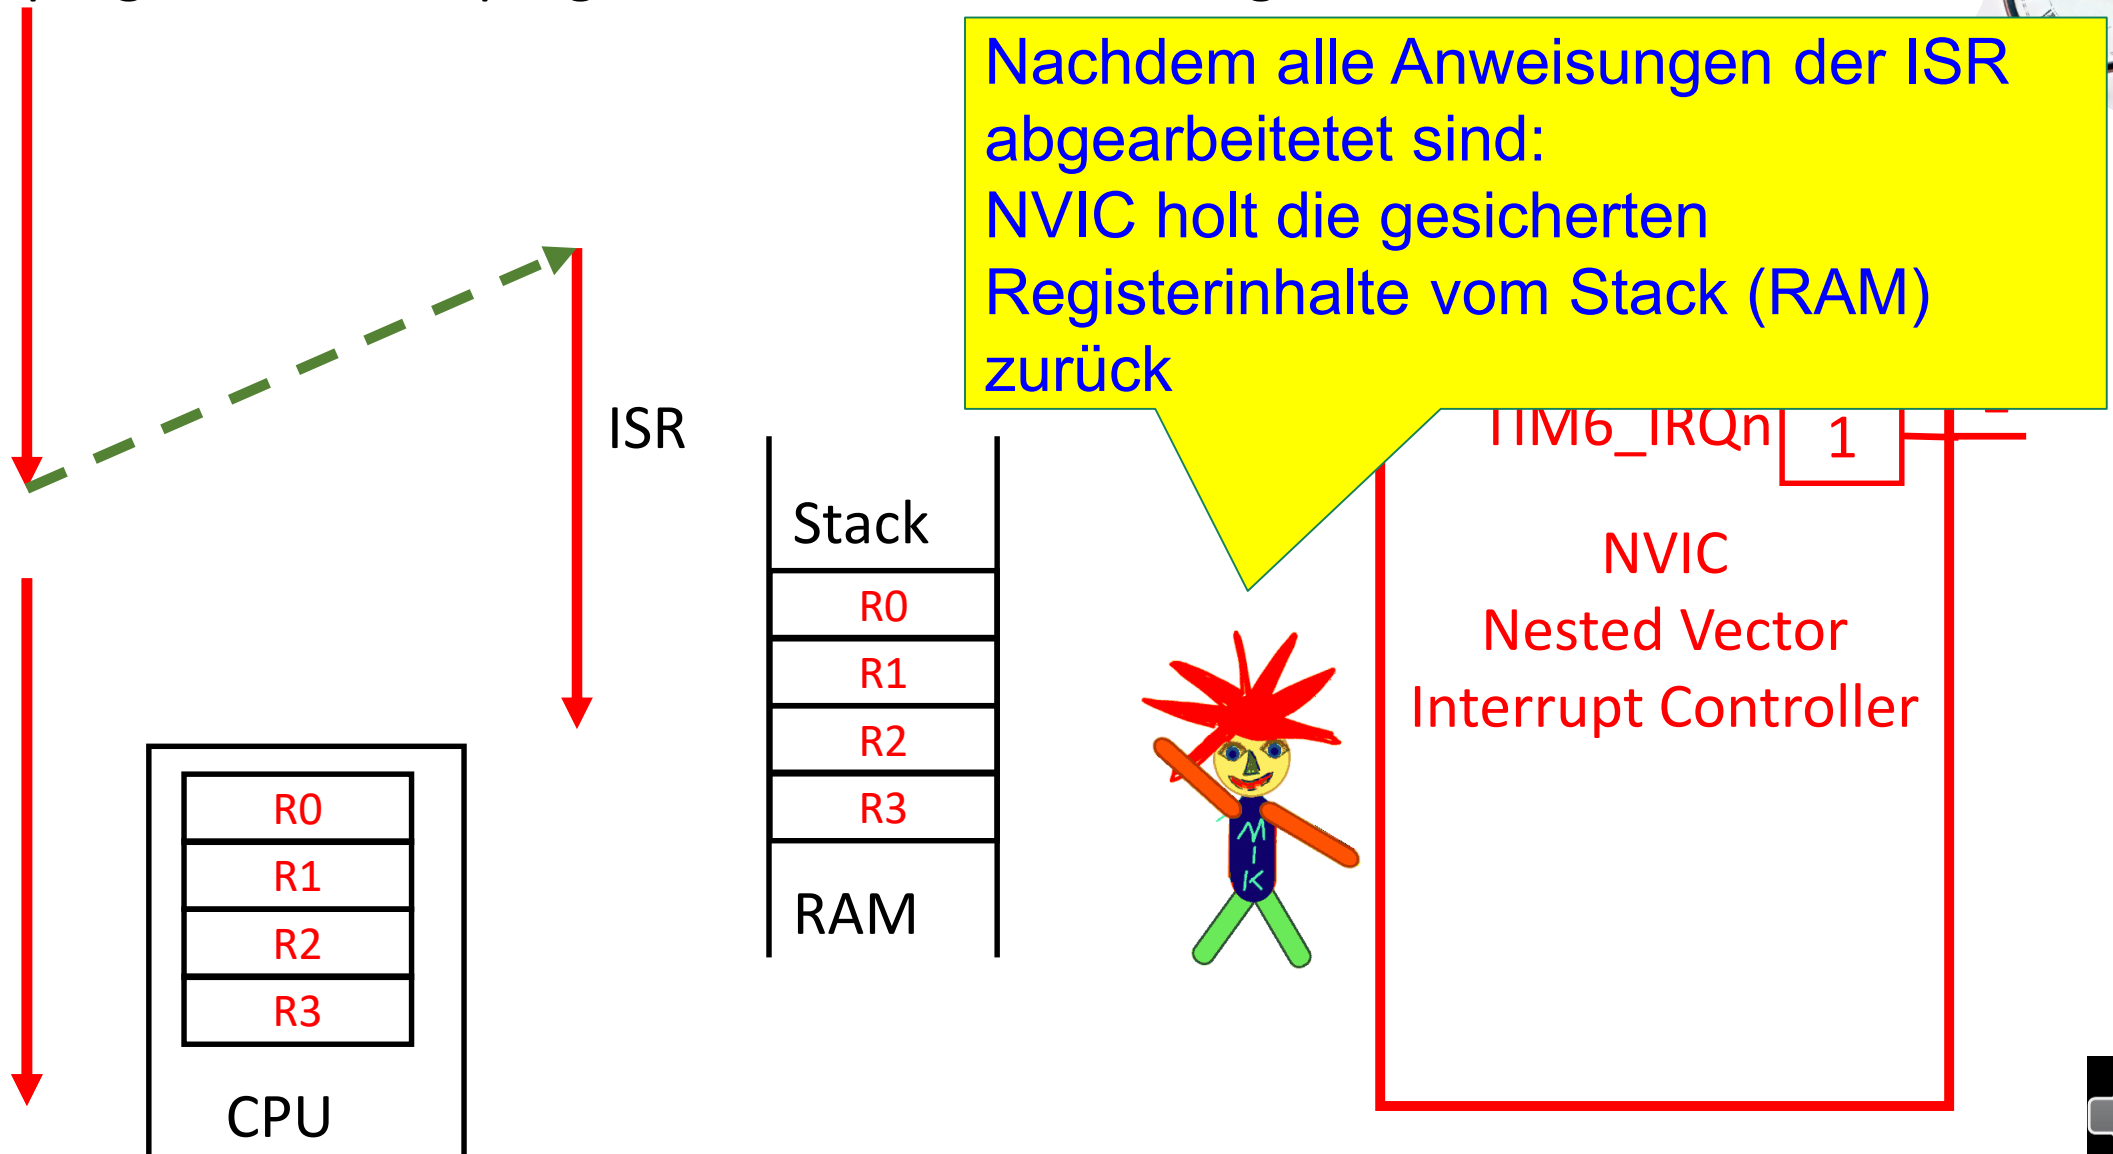 Nachdem alle Anweisungen der ISR
abgearbeitetet sind:
NVIC holt die gesicherten
Registerinhalte vom Stack (RAM)
zurück
ISR
TIM6_IRQn
1
Stack
R0
R1
R2
R3
RAM
NVIC
Nested Vector
Interrupt Controller
MIK
R0
R1
R2
R3
CPU